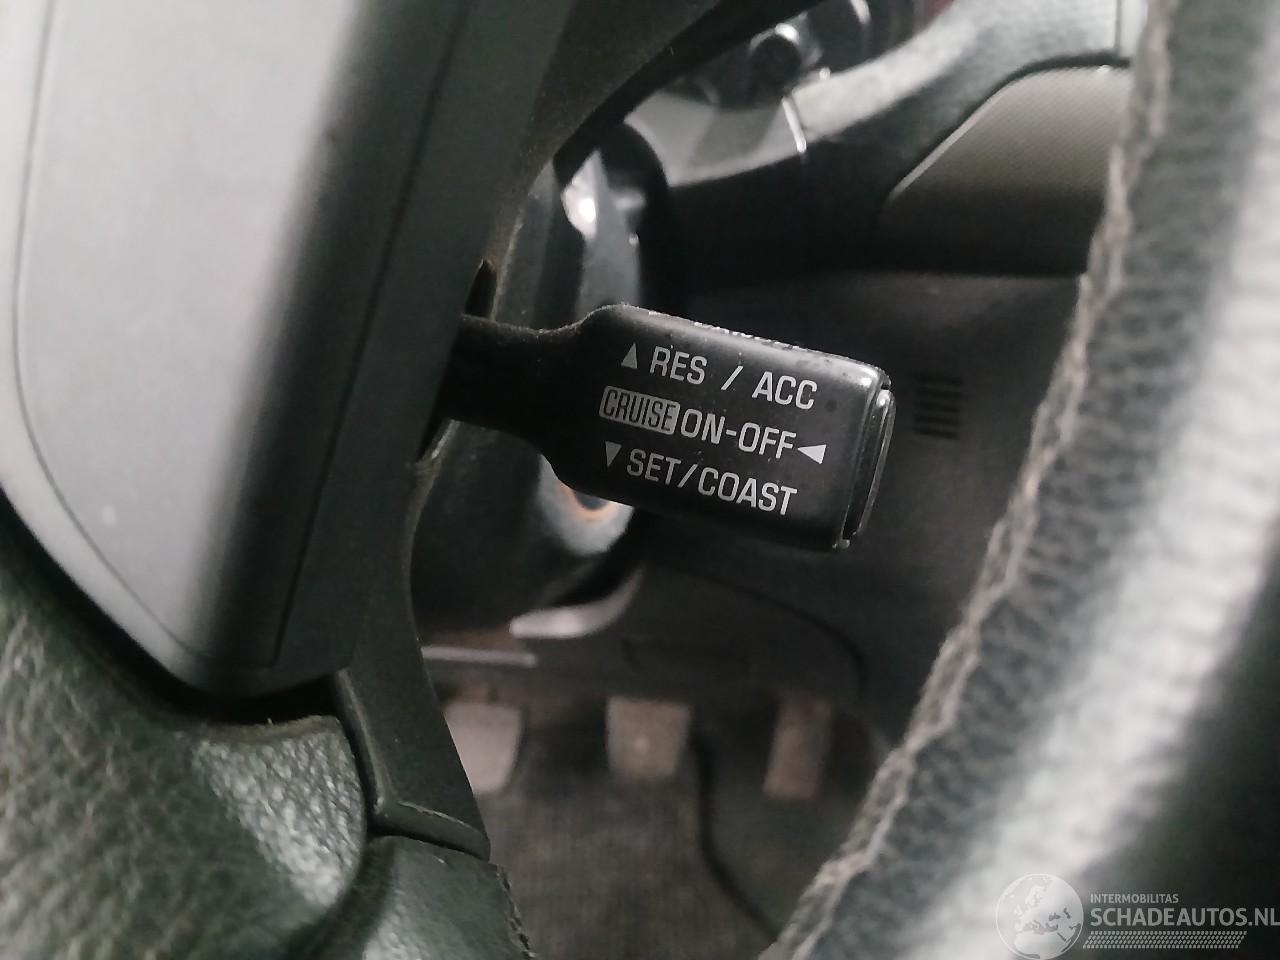 ▲ RES / ACC
CRUISE ON-OFF ◄
▼ SET/COAST
INTERMOBILITAS
SCHADEAUTOS.NL